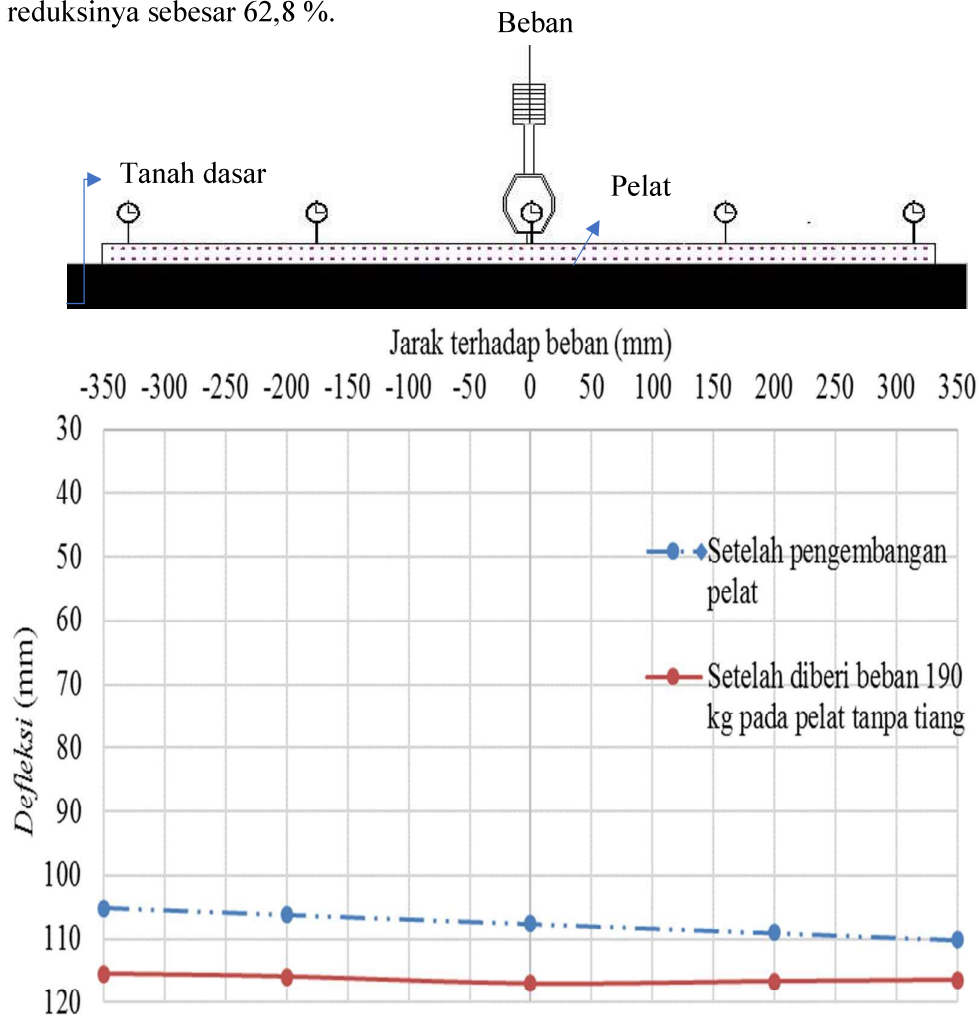 reduksinya sebesar 62,8 %.
Beban
Tanah dasar
Pelat
Jarak terhadap beban (mm)
-350 -300 -250 -200 -150 -100 -50 0 50 100 150 200 250 300 350
30
40
50
60
70
80
90
100
110
120
Defleksi (mm)
Setelah pengembangan
pelat
Setelah diberi beban 190
kg pada pelat tanpa tiang